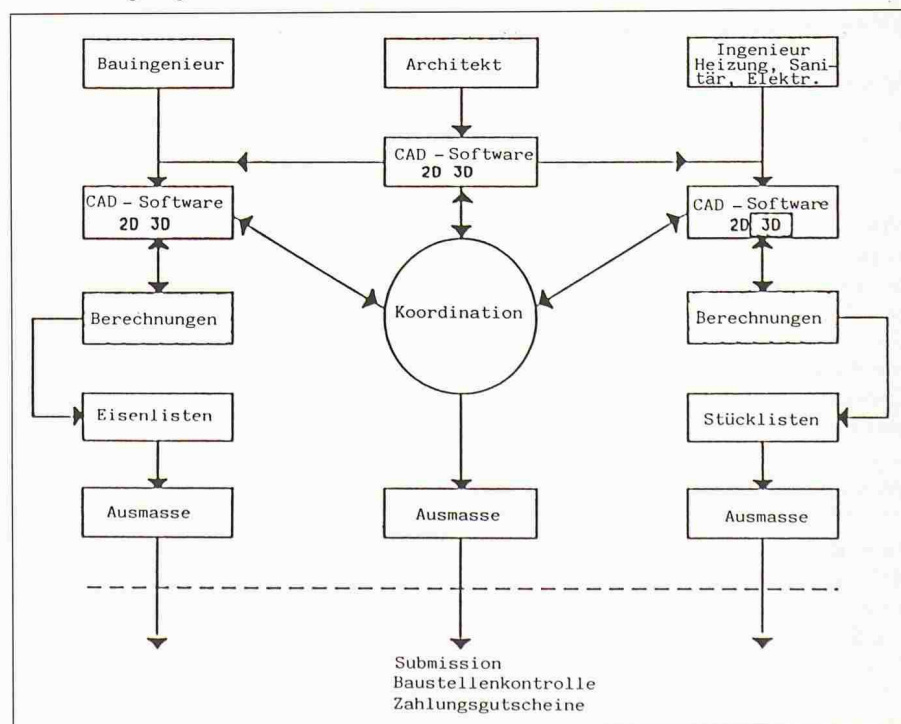 Bauingenieur
Architekt
Ingenieur
Heizung, Sani-
tär, Elektr.
CAD – Software
2D 3D
CAD – Software
2D 3D
CAD – Software
2D 3D
Koordination
Berechnungen
Berechnungen
Eisenlisten
Stücklisten
Ausmasse
Ausmasse
Ausmasse
Submission
Baustellenkontrolle
Zahlungsgutscheine